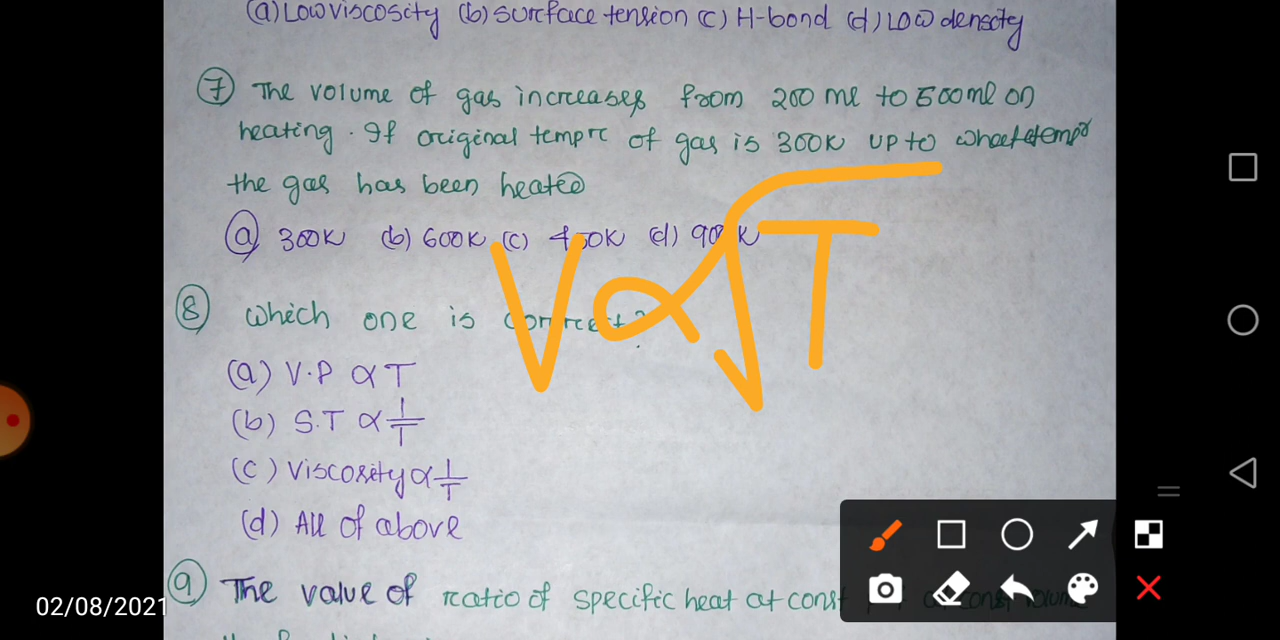 (a) Low viscosity (b) surface tension (c) H-bond (d) Low density
7 The volume of gas increases from 200 ml to 500 ml on
heating. If original tempr of gas is 300K up to
the gas has been heated
(a) 300K (b) 600K (c) K (d) K
V∝√T
8 Which one is correct?
(a) V.P ∝ T
(b) S.T ∝ 1/T
(c) Viscosity ∝ 1/T
(d) All of above
9 The value of ratio of specific heat at const
02/08/2021